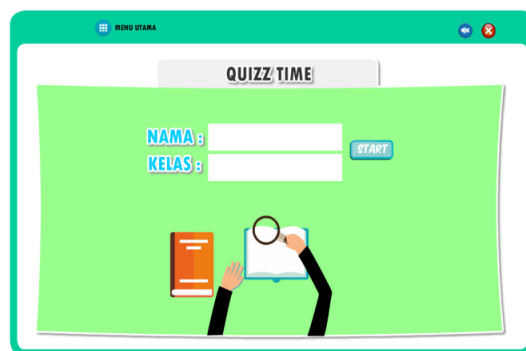 MENU UTAMA
QUIZZ TIME
NAMA :
KELAS :
START